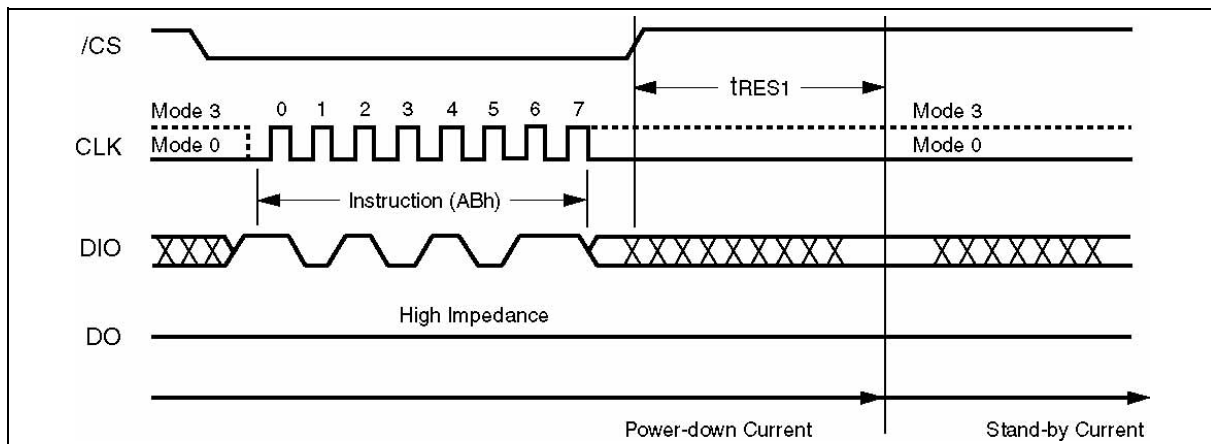 /CS
tRES1
Mode 3 0 1 2 3 4 5 6 7 Mode 3
CLK
Mode 0 Mode 0
Instruction (ABh)
DIO
High Impedance
DO
Power-down Current Stand-by Current